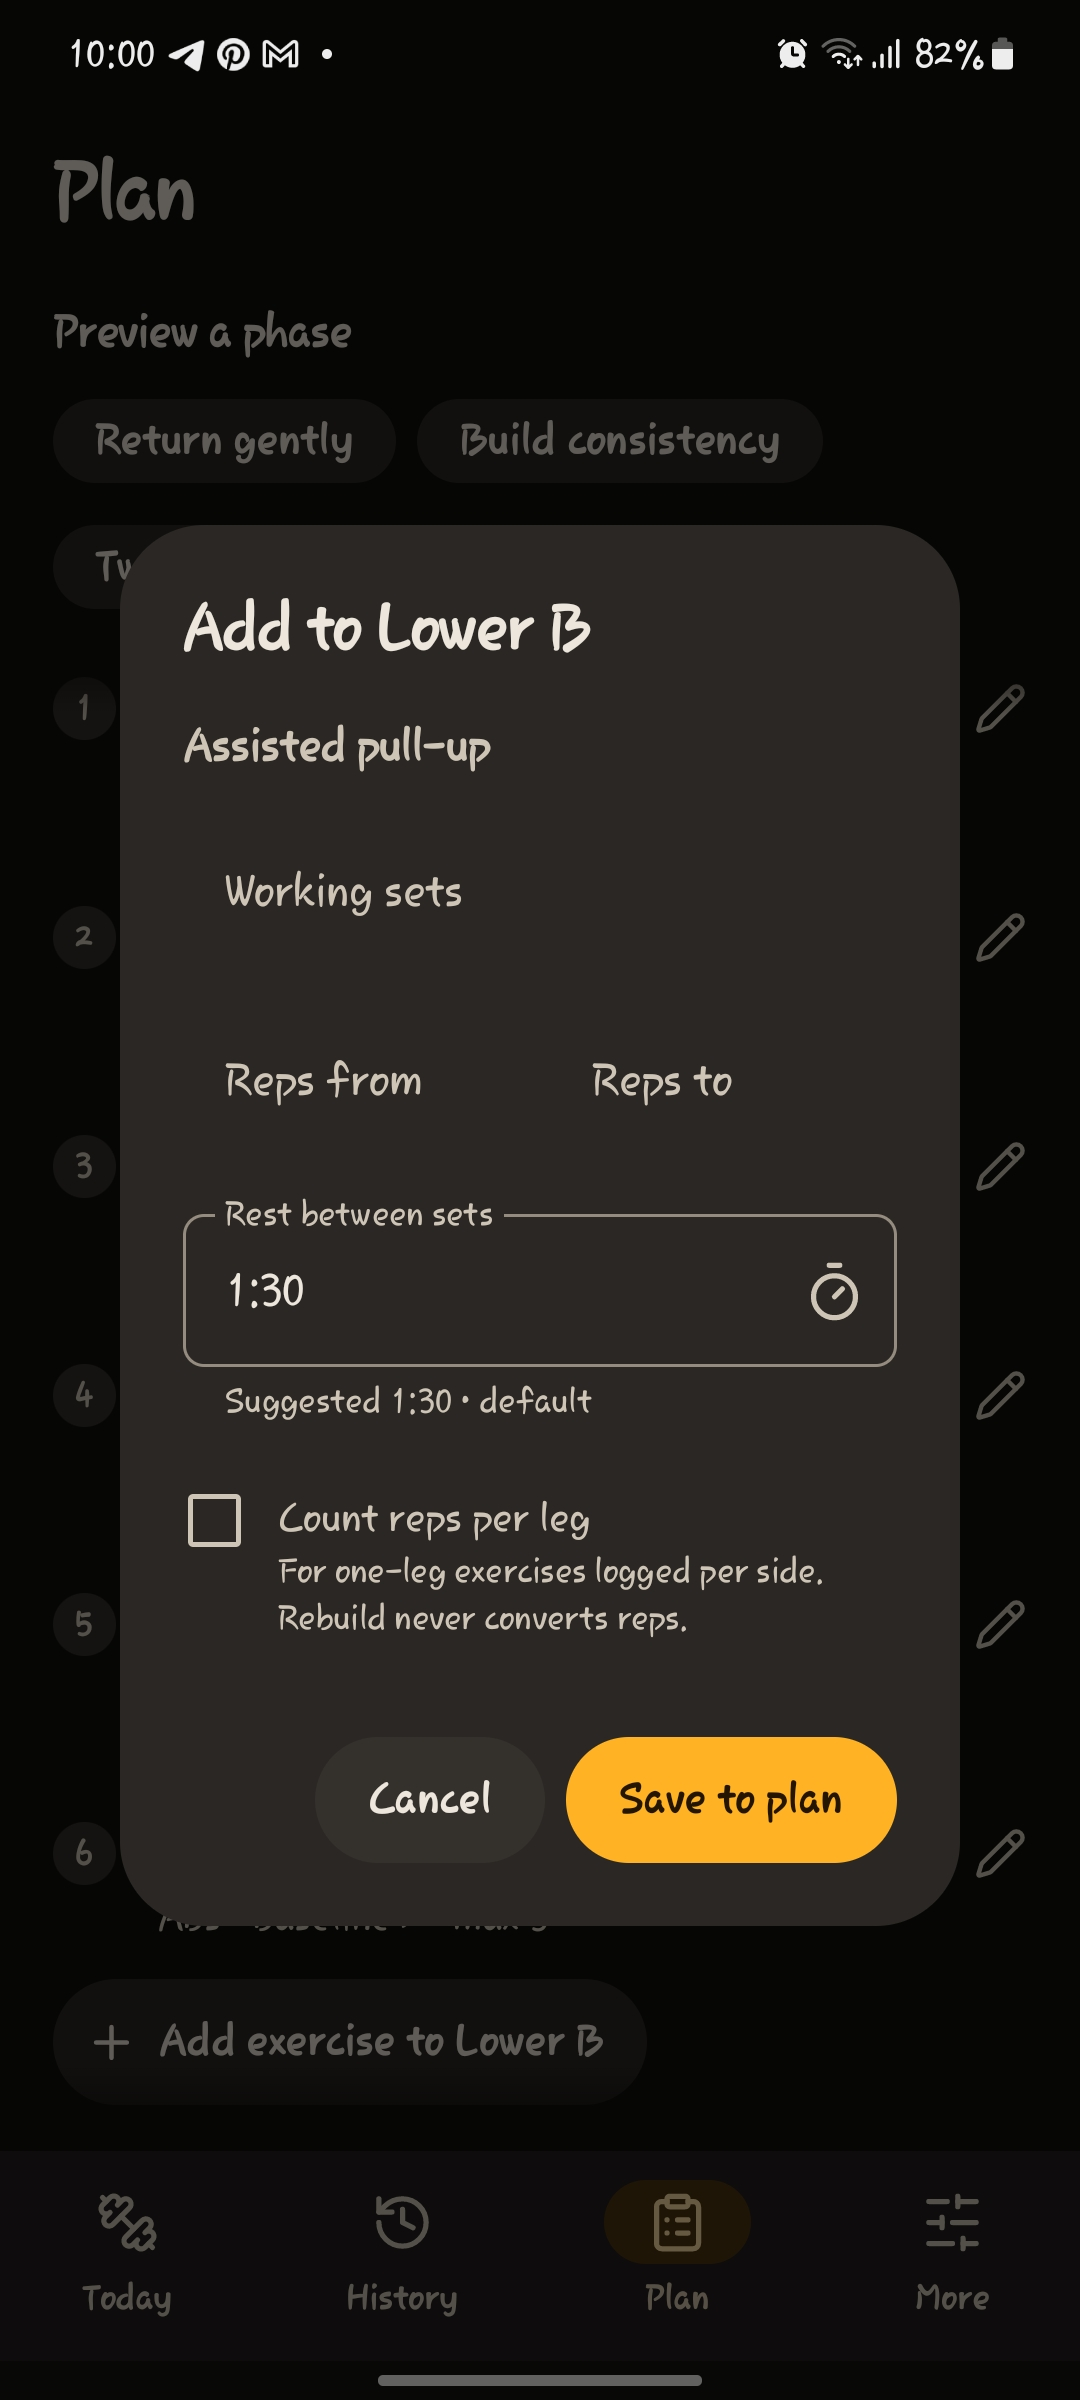 10:00 82%
Plan
Preview a phase
Return gently Build consistency
Add to Lower B
1
Assisted pull-up
Working sets
2
Reps from Reps to
3
Rest between sets
1:30
4
Suggested 1:30 • default
Count reps per leg
For one-leg exercises logged per side.
5
Rebuild never converts reps.
Cancel Save to plan
6
Add exercise to Lower B
Today History Plan More